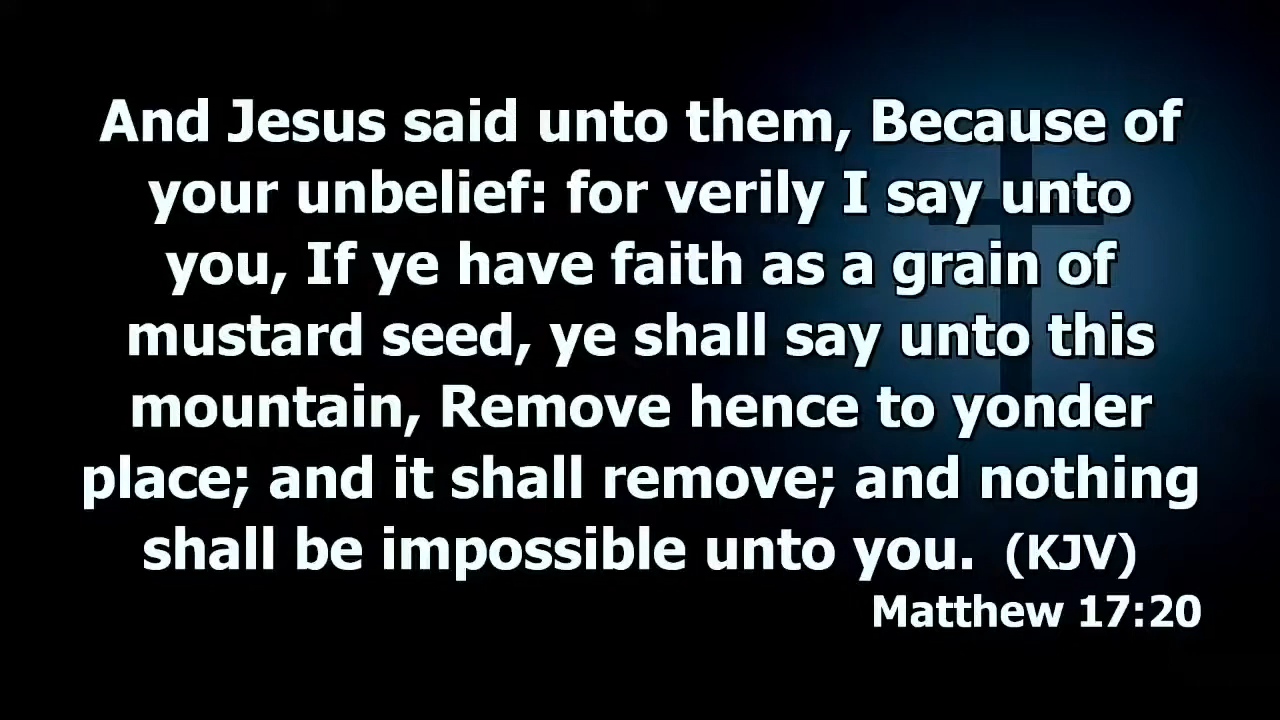 And Jesus said unto them, Because of
your unbelief: for verily I say unto
you, If ye have faith as a grain of
mustard seed, ye shall say unto this
mountain, Remove hence to yonder
place; and it shall remove; and nothing
shall be impossible unto you. (KJV)
Matthew 17:20